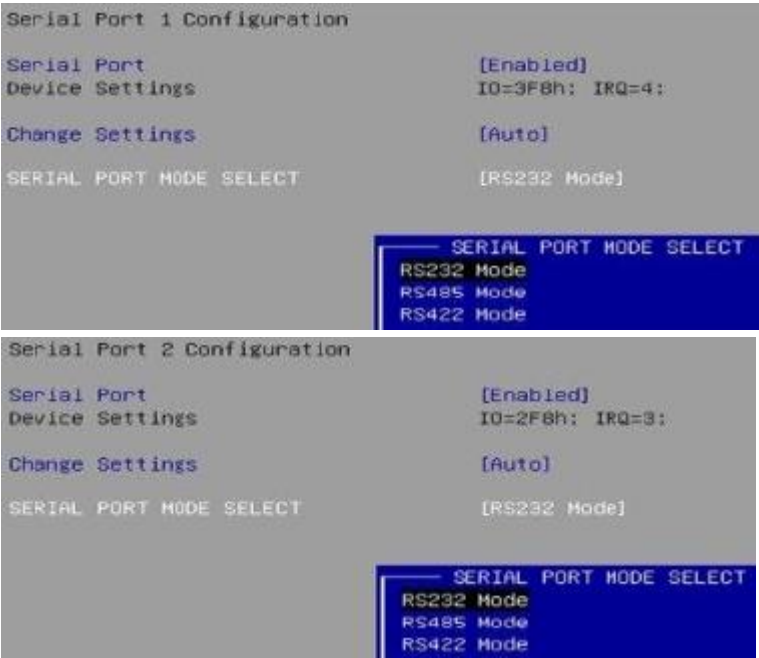 Serial Port 1 Configuration
Serial Port [Enabled]
Device Settings IO=3F8h; IRQ=4;
Change Settings [Auto]
SERIAL PORT MODE SELECT [RS232 Mode]
SERIAL PORT MODE SELECT
RS232 Mode
RS485 Mode
RS422 Mode
Serial Port 2 Configuration
Serial Port [Enabled]
Device Settings IO=2F8h; IRQ=3;
Change Settings [Auto]
SERIAL PORT MODE SELECT [RS232 Mode]
SERIAL PORT MODE SELECT
RS232 Mode
RS485 Mode
RS422 Mode